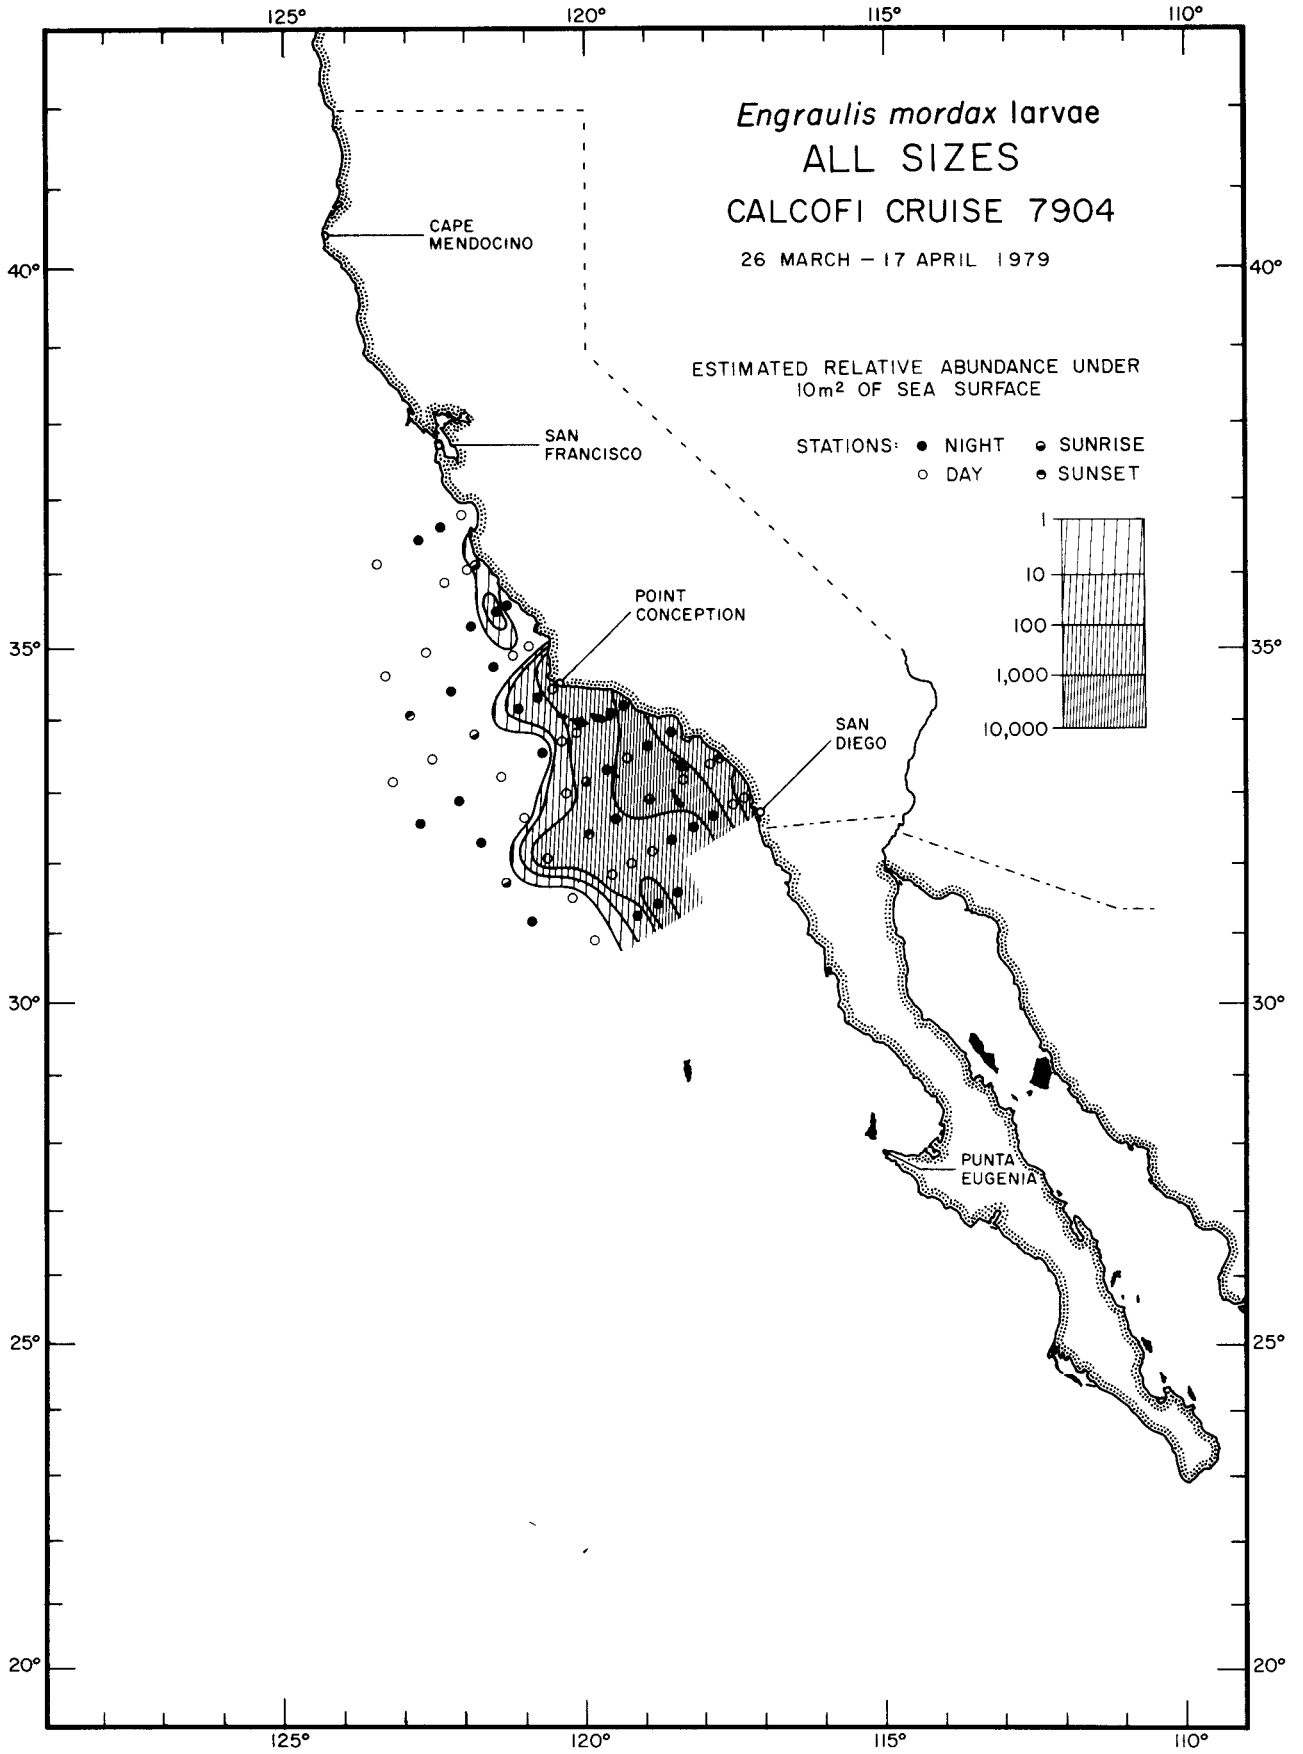 125°
120°
115°
110°
Engraulis mordax larvae
ALL SIZES
CALCOFI CRUISE 7904
26 MARCH – 17 APRIL 1979
CAPE
MENDOCINO
40°
40°
ESTIMATED RELATIVE ABUNDANCE UNDER
10m² OF SEA SURFACE
SAN
FRANCISCO
STATIONS: ● NIGHT ◒ SUNRISE
○ DAY ◓ SUNSET
1
10
100
1,000
10,000
POINT
CONCEPTION
35°
35°
SAN
DIEGO
30°
30°
PUNTA
EUGENIA
25°
25°
20°
20°
125°
120°
115°
110°